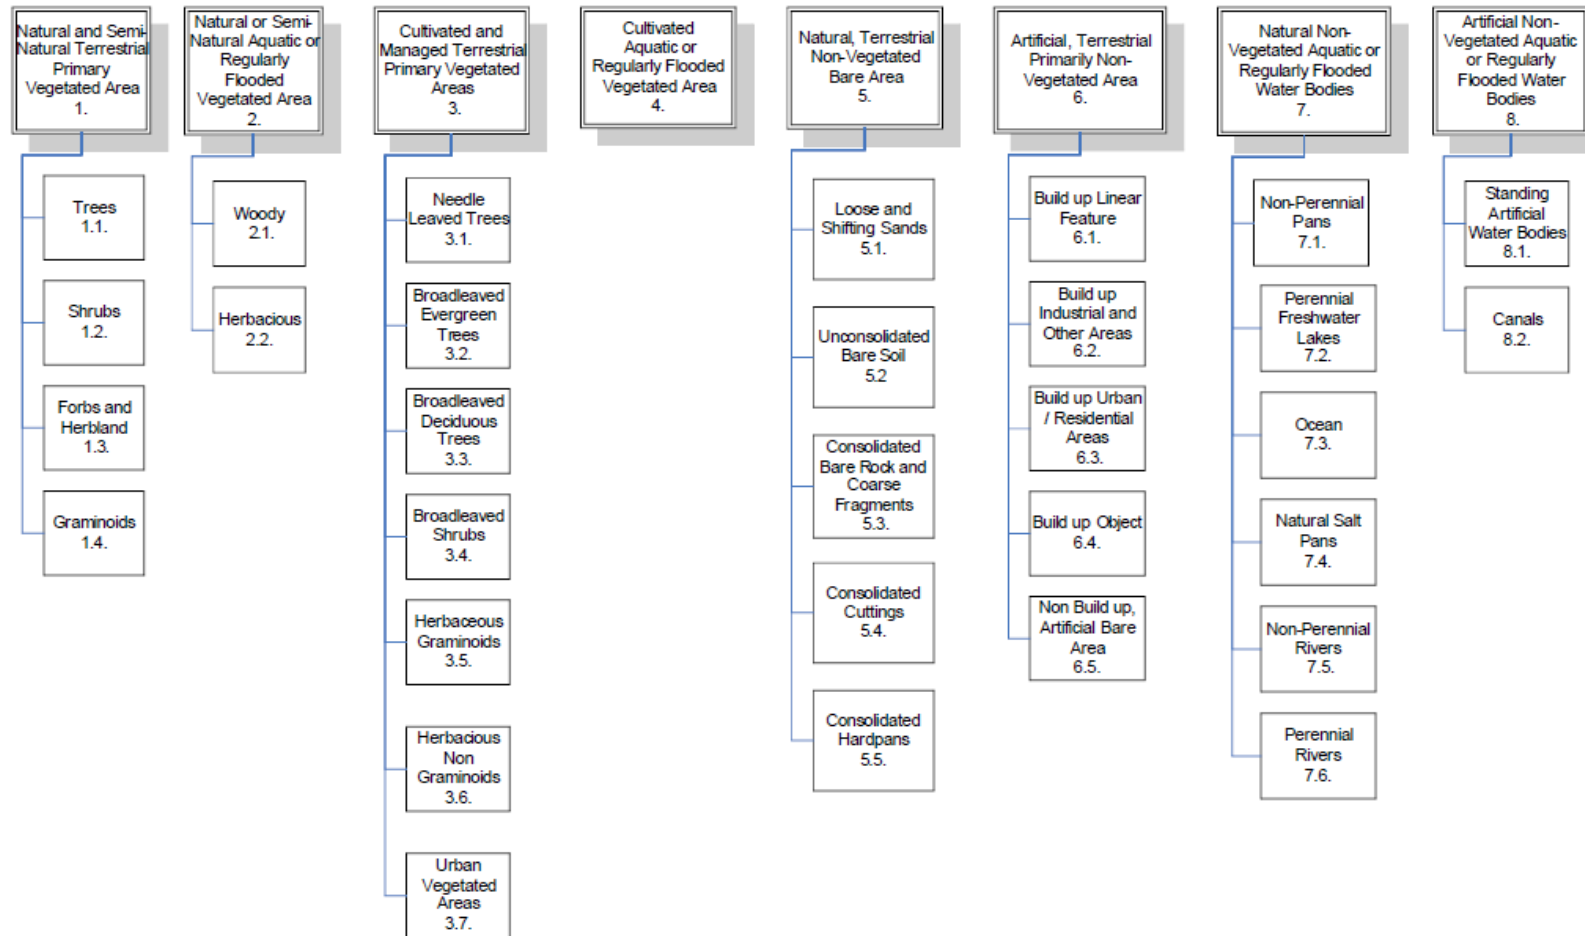 Natural and Semi-
Natural Terrestrial
Primary
Vegetated Area
1.
Trees
1.1.
Shrubs
1.2.
Forbs and
Herbland
1.3.
Graminoids
1.4.
Natural or Semi-
Natural Aquatic or
Regularly
Flooded
Vegetated Area
2.
Woody
2.1.
Herbacious
2.2.
Cultivated and
Managed Terrestrial
Primary Vegetated
Areas
3.
Needle
Leaved Trees
3.1.
Broadleaved
Evergreen
Trees
3.2.
Broadleaved
Deciduous
Trees
3.3.
Broadleaved
Shrubs
3.4.
Herbaceous
Graminoids
3.5.
Herbacious
Non
Graminoids
3.6.
Urban
Vegetated
Areas
3.7.
Cultivated
Aquatic or
Regularly Flooded
Vegetated Area
4.
Natural, Terrestrial
Non-Vegetated
Bare Area
5.
Loose and
Shifting Sands
5.1.
Unconsolidated
Bare Soil
5.2
Consolidated
Bare Rock and
Coarse
Fragments
5.3.
Consolidated
Cuttings
5.4.
Consolidated
Hardpans
5.5.
Artificial, Terrestrial
Primarily Non-
Vegetated Area
6.
Build up Linear
Feature
6.1.
Build up
Industrial and
Other Areas
6.2.
Build up Urban
/ Residential
Areas
6.3.
Build up Object
6.4.
Non Build up,
Artificial Bare
Area
6.5.
Natural Non-
Vegetated Aquatic or
Regularly Flooded
Water Bodies
7.
Non-Perennial
Pans
7.1.
Perennial
Freshwater
Lakes
7.2.
Ocean
7.3.
Natural Salt
Pans
7.4.
Non-Perennial
Rivers
7.5.
Perennial
Rivers
7.6.
Artificial Non-
Vegetated Aquatic
or Regularly
Flooded Water
Bodies
8.
Standing
Artificial
Water Bodies
8.1.
Canals
8.2.